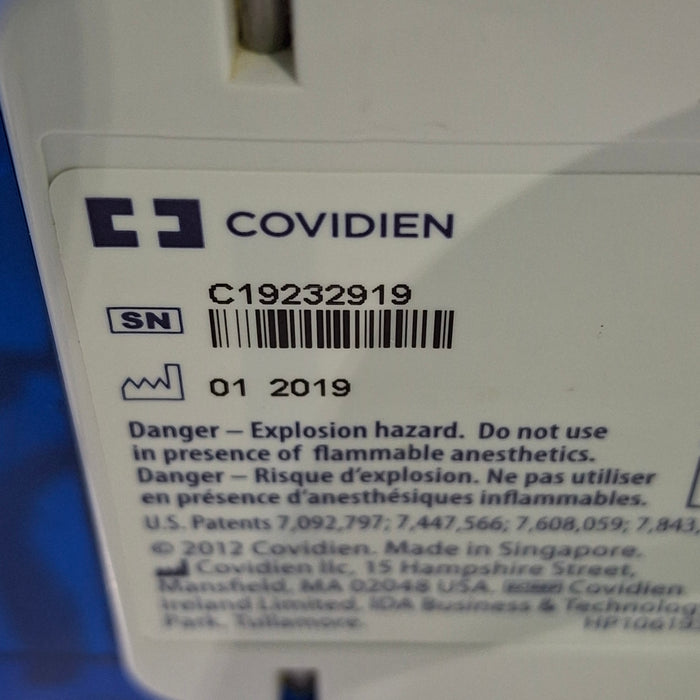 COVIDIEN
C19232919
SN
01 2019
Danger – Explosion hazard. Do not use
in presence of flammable anesthetics.
Danger – Risque d'explosion. Ne pas utiliser
en présence d'anesthésiques inflammables.
U.S. Patents 7,092,797; 7,447,566; 7,608,059; 7,843,
© 2012 Covidien. Made in Singapore.
Covidien llc, 15 Hampshire Street,
Mansfield, MA 02048 USA. Covidien
Ireland Limited, IDA Business & Technolog
Park, Tullamore.